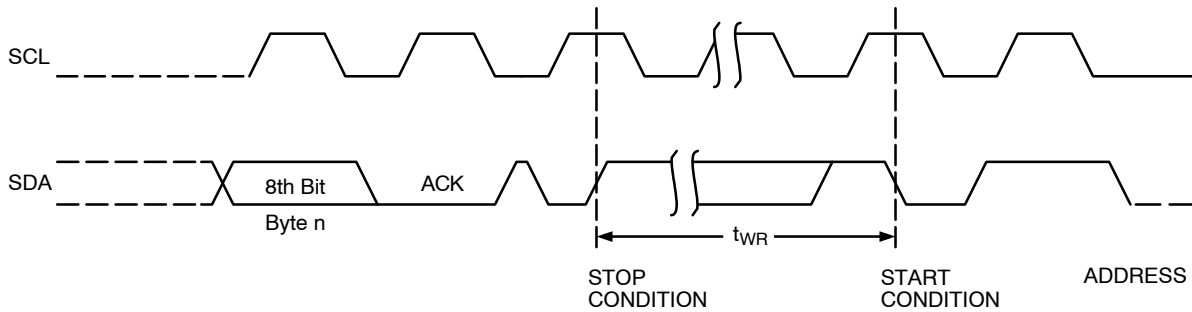 SCL
SDA
8th Bit
ACK
Byte n
tWR
STOP
CONDITION
START
CONDITION
ADDRESS